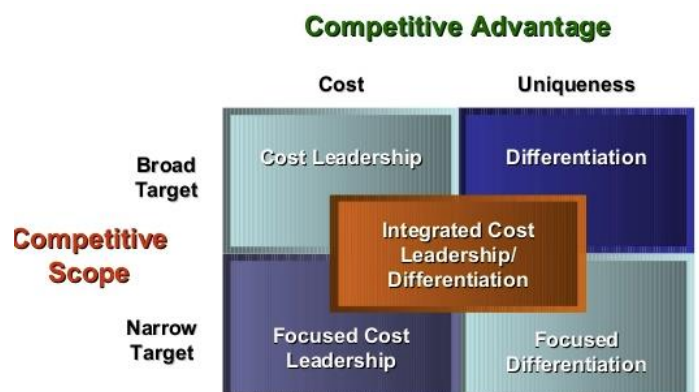 Competitive Advantage
Cost
Uniqueness
Broad
Target
Cost Leadership
Differentiation
Competitive
Scope
Integrated Cost
Leadership/
Differentiation
Narrow
Target
Focused Cost
Leadership
Focused
Differentiation